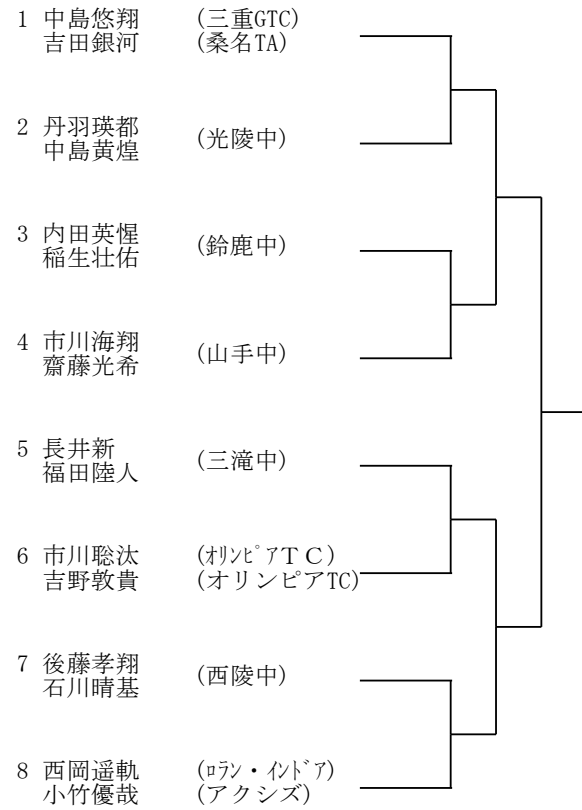 1 中島悠翔 (三重GTC)
吉田銀河 (桑名TA)
2 丹羽瑛都
中島黄煌 (光陵中)
3 内田英惺
稲生壮佑 (鈴鹿中)
4 市川海翔
齋藤光希 (山手中)
5 長井新
福田陸人 (三滝中)
6 市川聡汰 (ｵﾘﾝﾋﾟｱＴＣ)
吉野敦貴 (オリンピアTC)
7 後藤孝翔
石川晴基 (西陵中)
8 西岡遥軌 (ﾛﾗﾝ・ｲﾝﾄﾞｱ)
小竹優哉 (アクシズ)